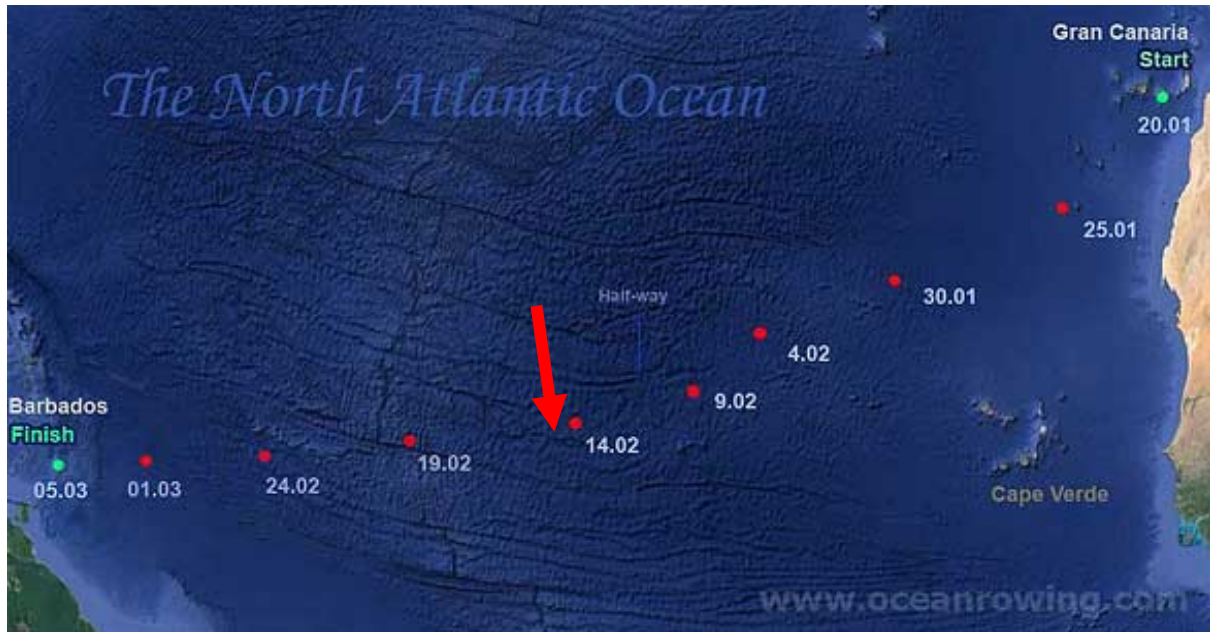 Gran Canaria
Start
The North Atlantic Ocean
20.01
25.01
Half-way
30.01
4.02
9.02
Barbados
Finish
14.02
19.02
24.02
05.03
01.03
Cape Verde
www.oceanrowing.com